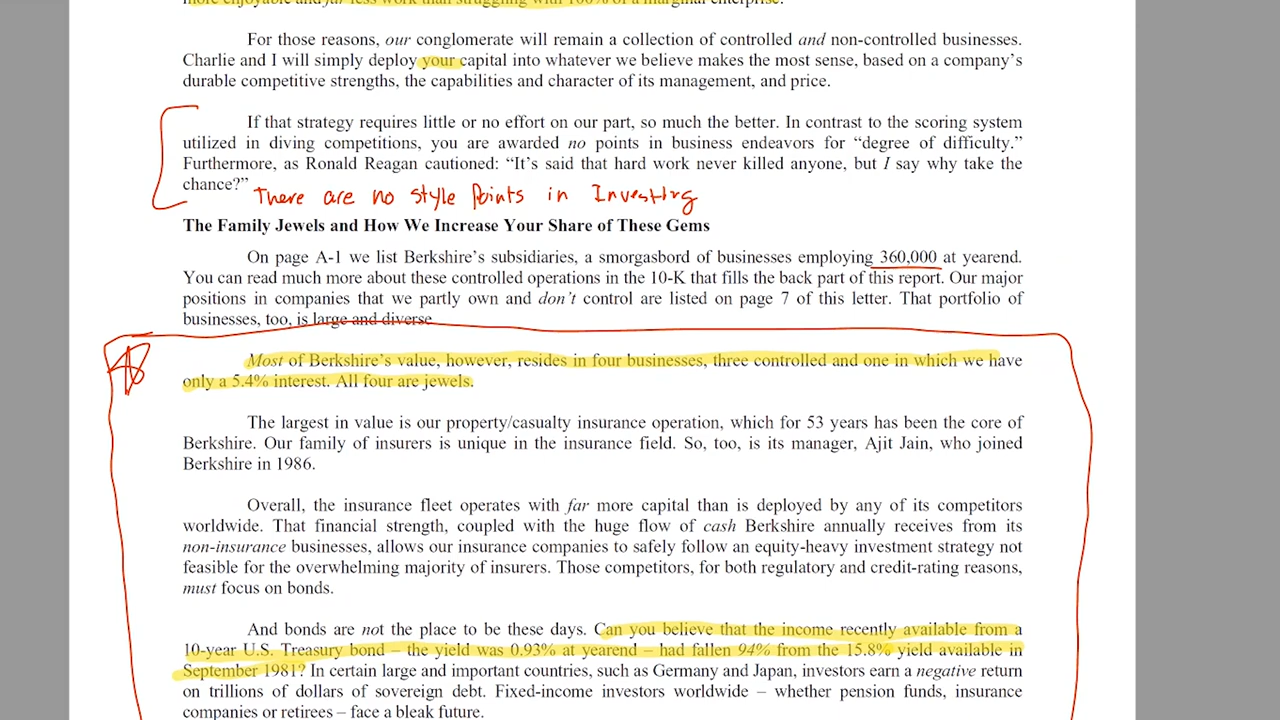 more enjoyable and far less work than struggling with 100% of a marginal enterprise.
For those reasons, our conglomerate will remain a collection of controlled and non-controlled businesses.
Charlie and I will simply deploy your capital into whatever we believe makes the most sense, based on a company’s
durable competitive strengths, the capabilities and character of its management, and price.
If that strategy requires little or no effort on our part, so much the better. In contrast to the scoring system
utilized in diving competitions, you are awarded no points in business endeavors for “degree of difficulty.”
Furthermore, as Ronald Reagan cautioned: “It’s said that hard work never killed anyone, but I say why take the
chance?”
There are no style Points in Investing
The Family Jewels and How We Increase Your Share of These Gems
On page A-1 we list Berkshire’s subsidiaries, a smorgasbord of businesses employing 360,000 at yearend.
You can read much more about these controlled operations in the 10-K that fills the back part of this report. Our major
positions in companies that we partly own and don’t control are listed on page 7 of this letter. That portfolio of
businesses, too, is large and diverse.
Most of Berkshire’s value, however, resides in four businesses, three controlled and one in which we have
only a 5.4% interest. All four are jewels.
The largest in value is our property/casualty insurance operation, which for 53 years has been the core of
Berkshire. Our family of insurers is unique in the insurance field. So, too, is its manager, Ajit Jain, who joined
Berkshire in 1986.
Overall, the insurance fleet operates with far more capital than is deployed by any of its competitors
worldwide. That financial strength, coupled with the huge flow of cash Berkshire annually receives from its
non-insurance businesses, allows our insurance companies to safely follow an equity-heavy investment strategy not
feasible for the overwhelming majority of insurers. Those competitors, for both regulatory and credit-rating reasons,
must focus on bonds.
And bonds are not the place to be these days. Can you believe that the income recently available from a
10-year U.S. Treasury bond – the yield was 0.93% at yearend – had fallen 94% from the 15.8% yield available in
September 1981? In certain large and important countries, such as Germany and Japan, investors earn a negative return
on trillions of dollars of sovereign debt. Fixed-income investors worldwide – whether pension funds, insurance
companies or retirees – face a bleak future.